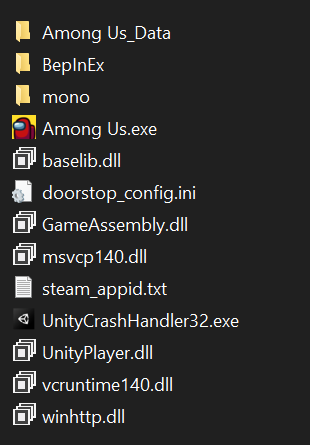 Among Us_Data
BepInEx
mono
Among Us.exe
baselib.dll
doorstop_config.ini
GameAssembly.dll
msvcp140.dll
steam_appid.txt
UnityCrashHandler32.exe
UnityPlayer.dll
vcruntime140.dll
winhttp.dll